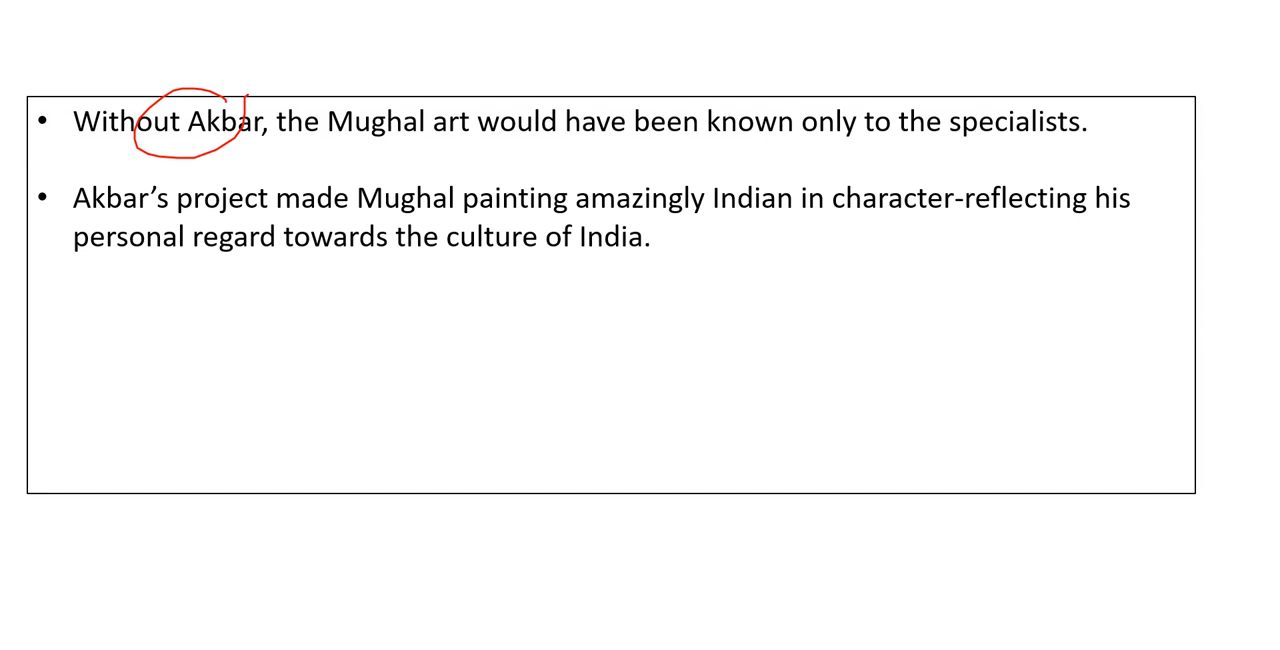 • Without Akbar, the Mughal art would have been known only to the specialists.
• Akbar’s project made Mughal painting amazingly Indian in character-reflecting his
personal regard towards the culture of India.